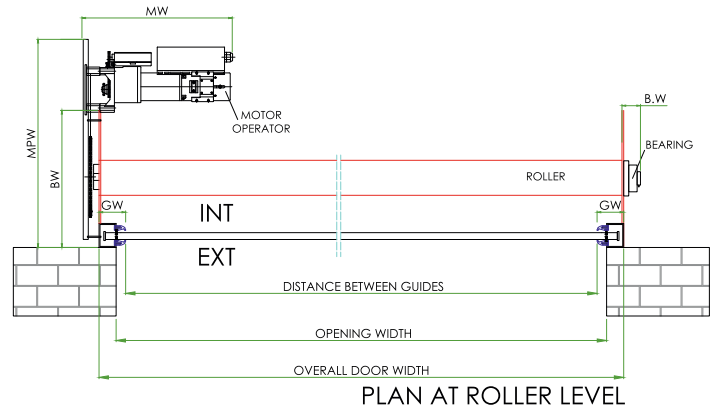 MW
MOTOR
OPERATOR
B.W
BEARING
MPW
BW
ROLLER
GW
GW
INT
EXT
DISTANCE BETWEEN GUIDES
OPENING WIDTH
OVERALL DOOR WIDTH
PLAN AT ROLLER LEVEL